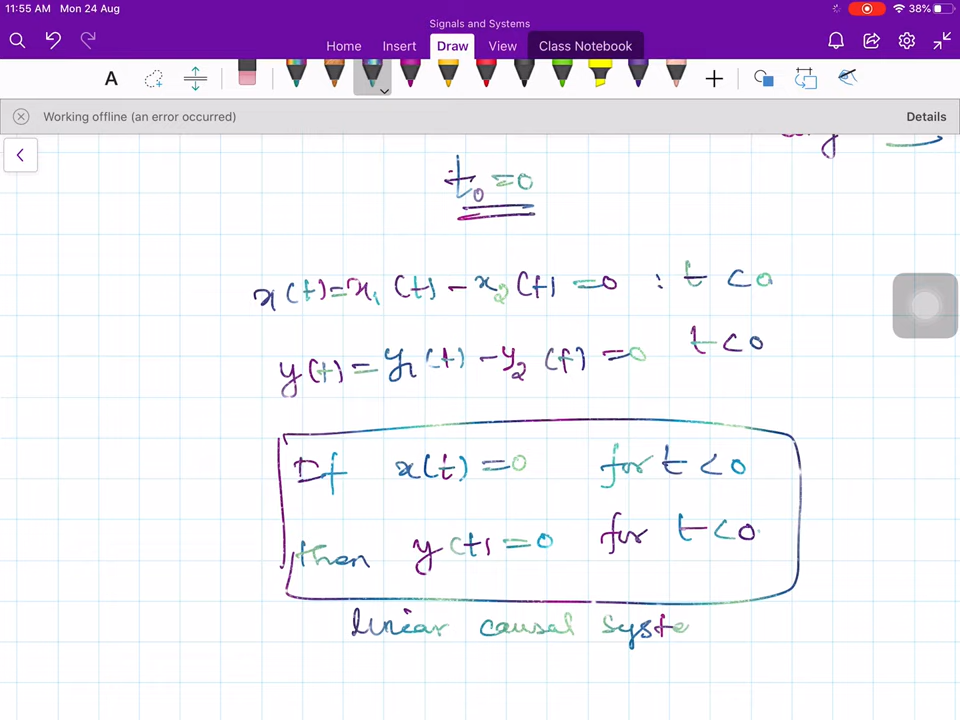 11:55 AM Mon 24 Aug
38%
Signals and Systems
Home Insert Draw View Class Notebook
A
Working offline (an error occurred)
Details
t₀ =0
x(t)=x₁(t) - x₂(t) =0 : t <0
y(t)=y₁(t) -y₂(t) =0 t <0
If x(t) =0 for t <0
then y(t) =0 for t <0
linear causal syste